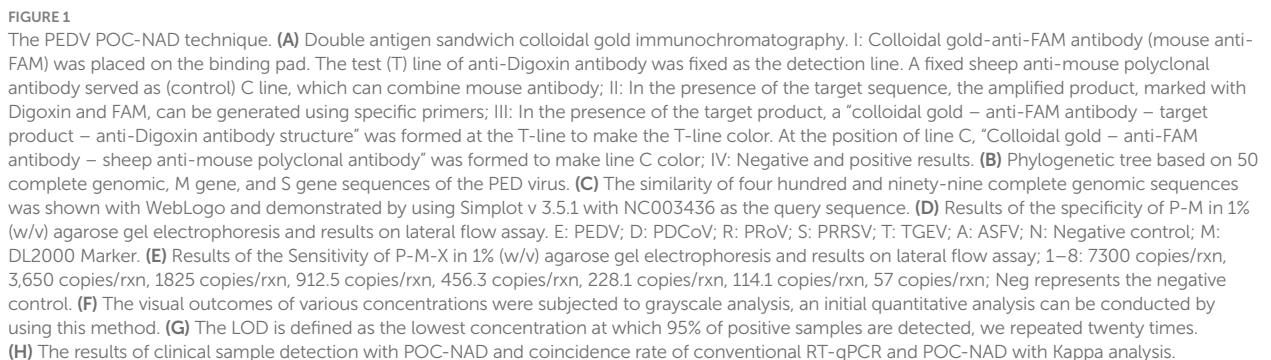 FIGURE 1
The PEDV POC-NAD technique. (A) Double antigen sandwich colloidal gold immunochromatography. I: Colloidal gold-anti-FAM antibody (mouse anti-
FAM) was placed on the binding pad. The test (T) line of anti-Digoxin antibody was fixed as the detection line. A fixed sheep anti-mouse polyclonal
antibody served as (control) C line, which can combine mouse antibody; II: In the presence of the target sequence, the amplified product, marked with
Digoxin and FAM, can be generated using specific primers; III: In the presence of the target product, a “colloidal gold – anti-FAM antibody – target
product – anti-Digoxin antibody structure” was formed at the T-line to make the T-line color. At the position of line C, “Colloidal gold – anti-FAM
antibody – sheep anti-mouse polyclonal antibody” was formed to make line C color; IV: Negative and positive results. (B) Phylogenetic tree based on 50
complete genomic, M gene, and S gene sequences of the PED virus. (C) The similarity of four hundred and ninety-nine complete genomic sequences
was shown with WebLogo and demonstrated by using Simplot v 3.5.1 with NC003436 as the query sequence. (D) Results of the specificity of P-M in 1%
(w/v) agarose gel electrophoresis and results on lateral flow assay. E: PEDV; D: PDCoV; R: PRoV; S: PRRSV; T: TGEV; A: ASFV; N: Negative control; M:
DL2000 Marker. (E) Results of the Sensitivity of P-M-X in 1% (w/v) agarose gel electrophoresis and results on lateral flow assay; 1–8: 7300 copies/rxn,
3,650 copies/rxn, 1825 copies/rxn, 912.5 copies/rxn, 456.3 copies/rxn, 228.1 copies/rxn, 114.1 copies/rxn, 57 copies/rxn; Neg represents the negative
control. (F) The visual outcomes of various concentrations were subjected to grayscale analysis, an initial quantitative analysis can be conducted by
using this method. (G) The LOD is defined as the lowest concentration at which 95% of positive samples are detected, we repeated twenty times.
(H) The results of clinical sample detection with POC-NAD and coincidence rate of conventional RT-qPCR and POC-NAD with Kappa analysis.